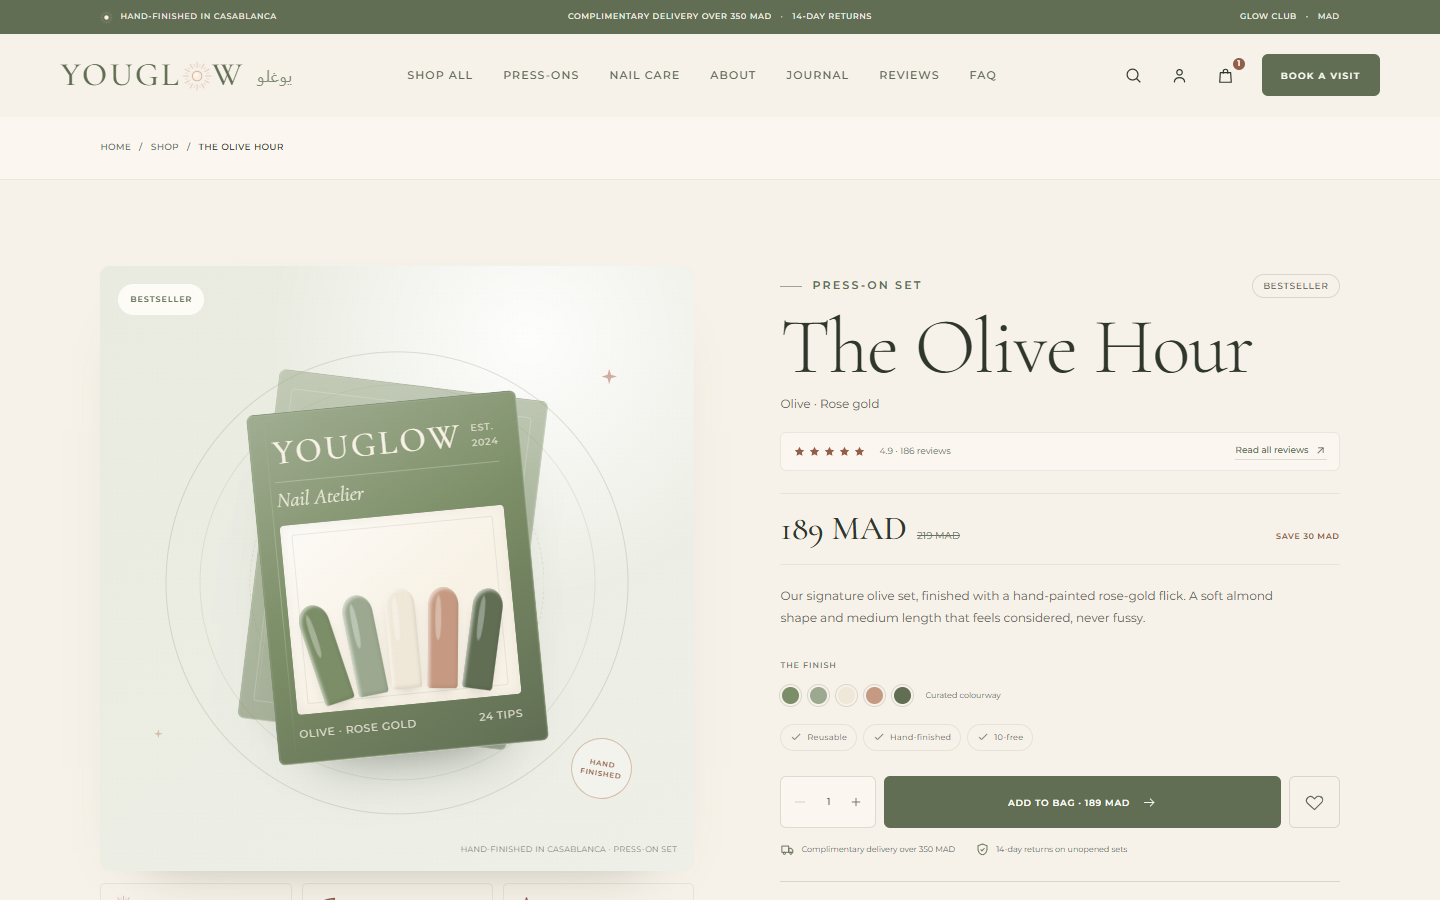 HAND-FINISHED IN CASABLANCA
COMPLIMENTARY DELIVERY OVER 350 MAD · 14-DAY RETURNS
GLOW CLUB · MAD
YOUGLOW يوغلو
SHOP ALL
PRESS-ONS
NAIL CARE
ABOUT
JOURNAL
REVIEWS
FAQ
1
BOOK A VISIT
HOME / SHOP / THE OLIVE HOUR
BESTSELLER
YOUGLOW
EST.
2024
Nail Atelier
OLIVE · ROSE GOLD
24 TIPS
HAND
FINISHED
HAND-FINISHED IN CASABLANCA · PRESS-ON SET
PRESS-ON SET
BESTSELLER
The Olive Hour
Olive · Rose gold
4.9 · 186 reviews
Read all reviews
189 MAD 219 MAD
SAVE 30 MAD
Our signature olive set, finished with a hand-painted rose-gold flick. A soft almond
shape and medium length that feels considered, never fussy.
THE FINISH
Curated colourway
Reusable
Hand-finished
10-free
1
ADD TO BAG · 189 MAD
Complimentary delivery over 350 MAD
14-day returns on unopened sets